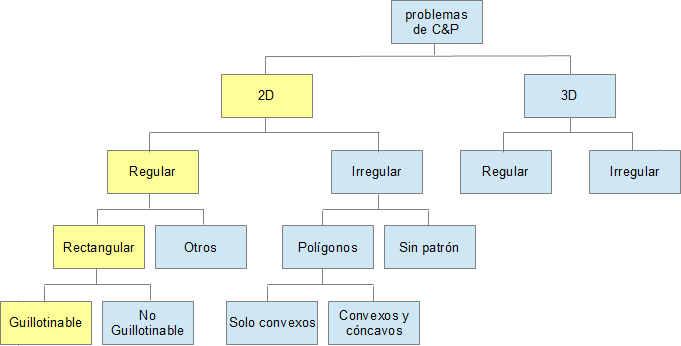 problemas
de C&P
2D
3D
Regular
Irregular
Regular
Irregular
Rectangular
Otros
Polígonos
Sin patrón
Guillotinable
No
Guillotinable
Solo convexos
Convexos y
cóncavos